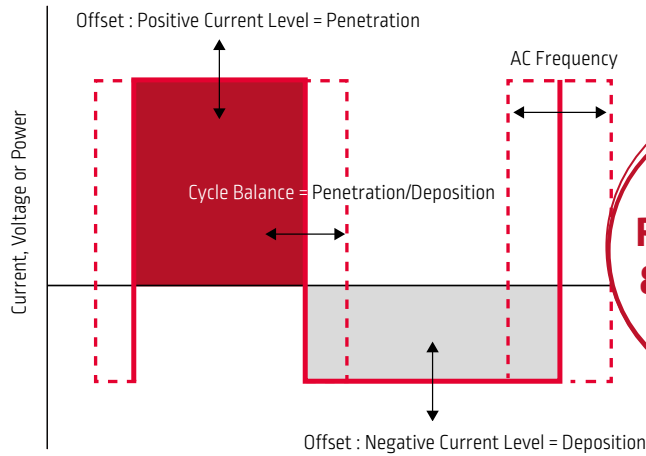 Offset : Positive Current Level = Penetration
AC Frequency
Cycle Balance = Penetration/Deposition
Current, Voltage or Power
Offset : Negative Current Level = Deposition